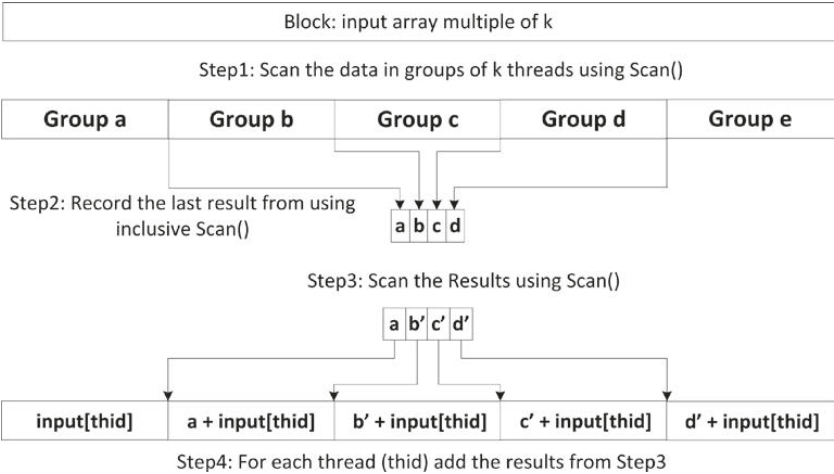 Block: input array multiple of k
Step1: Scan the data in groups of k threads using Scan()
Group a Group b Group c Group d Group e
Step2: Record the last result from using
inclusive Scan()
a b c d
Step3: Scan the Results using Scan()
a b’ c’ d’
input[thid] a + input[thid] b’ + input[thid] c’ + input[thid] d’ + input[thid]
Step4: For each thread (thid) add the results from Step3